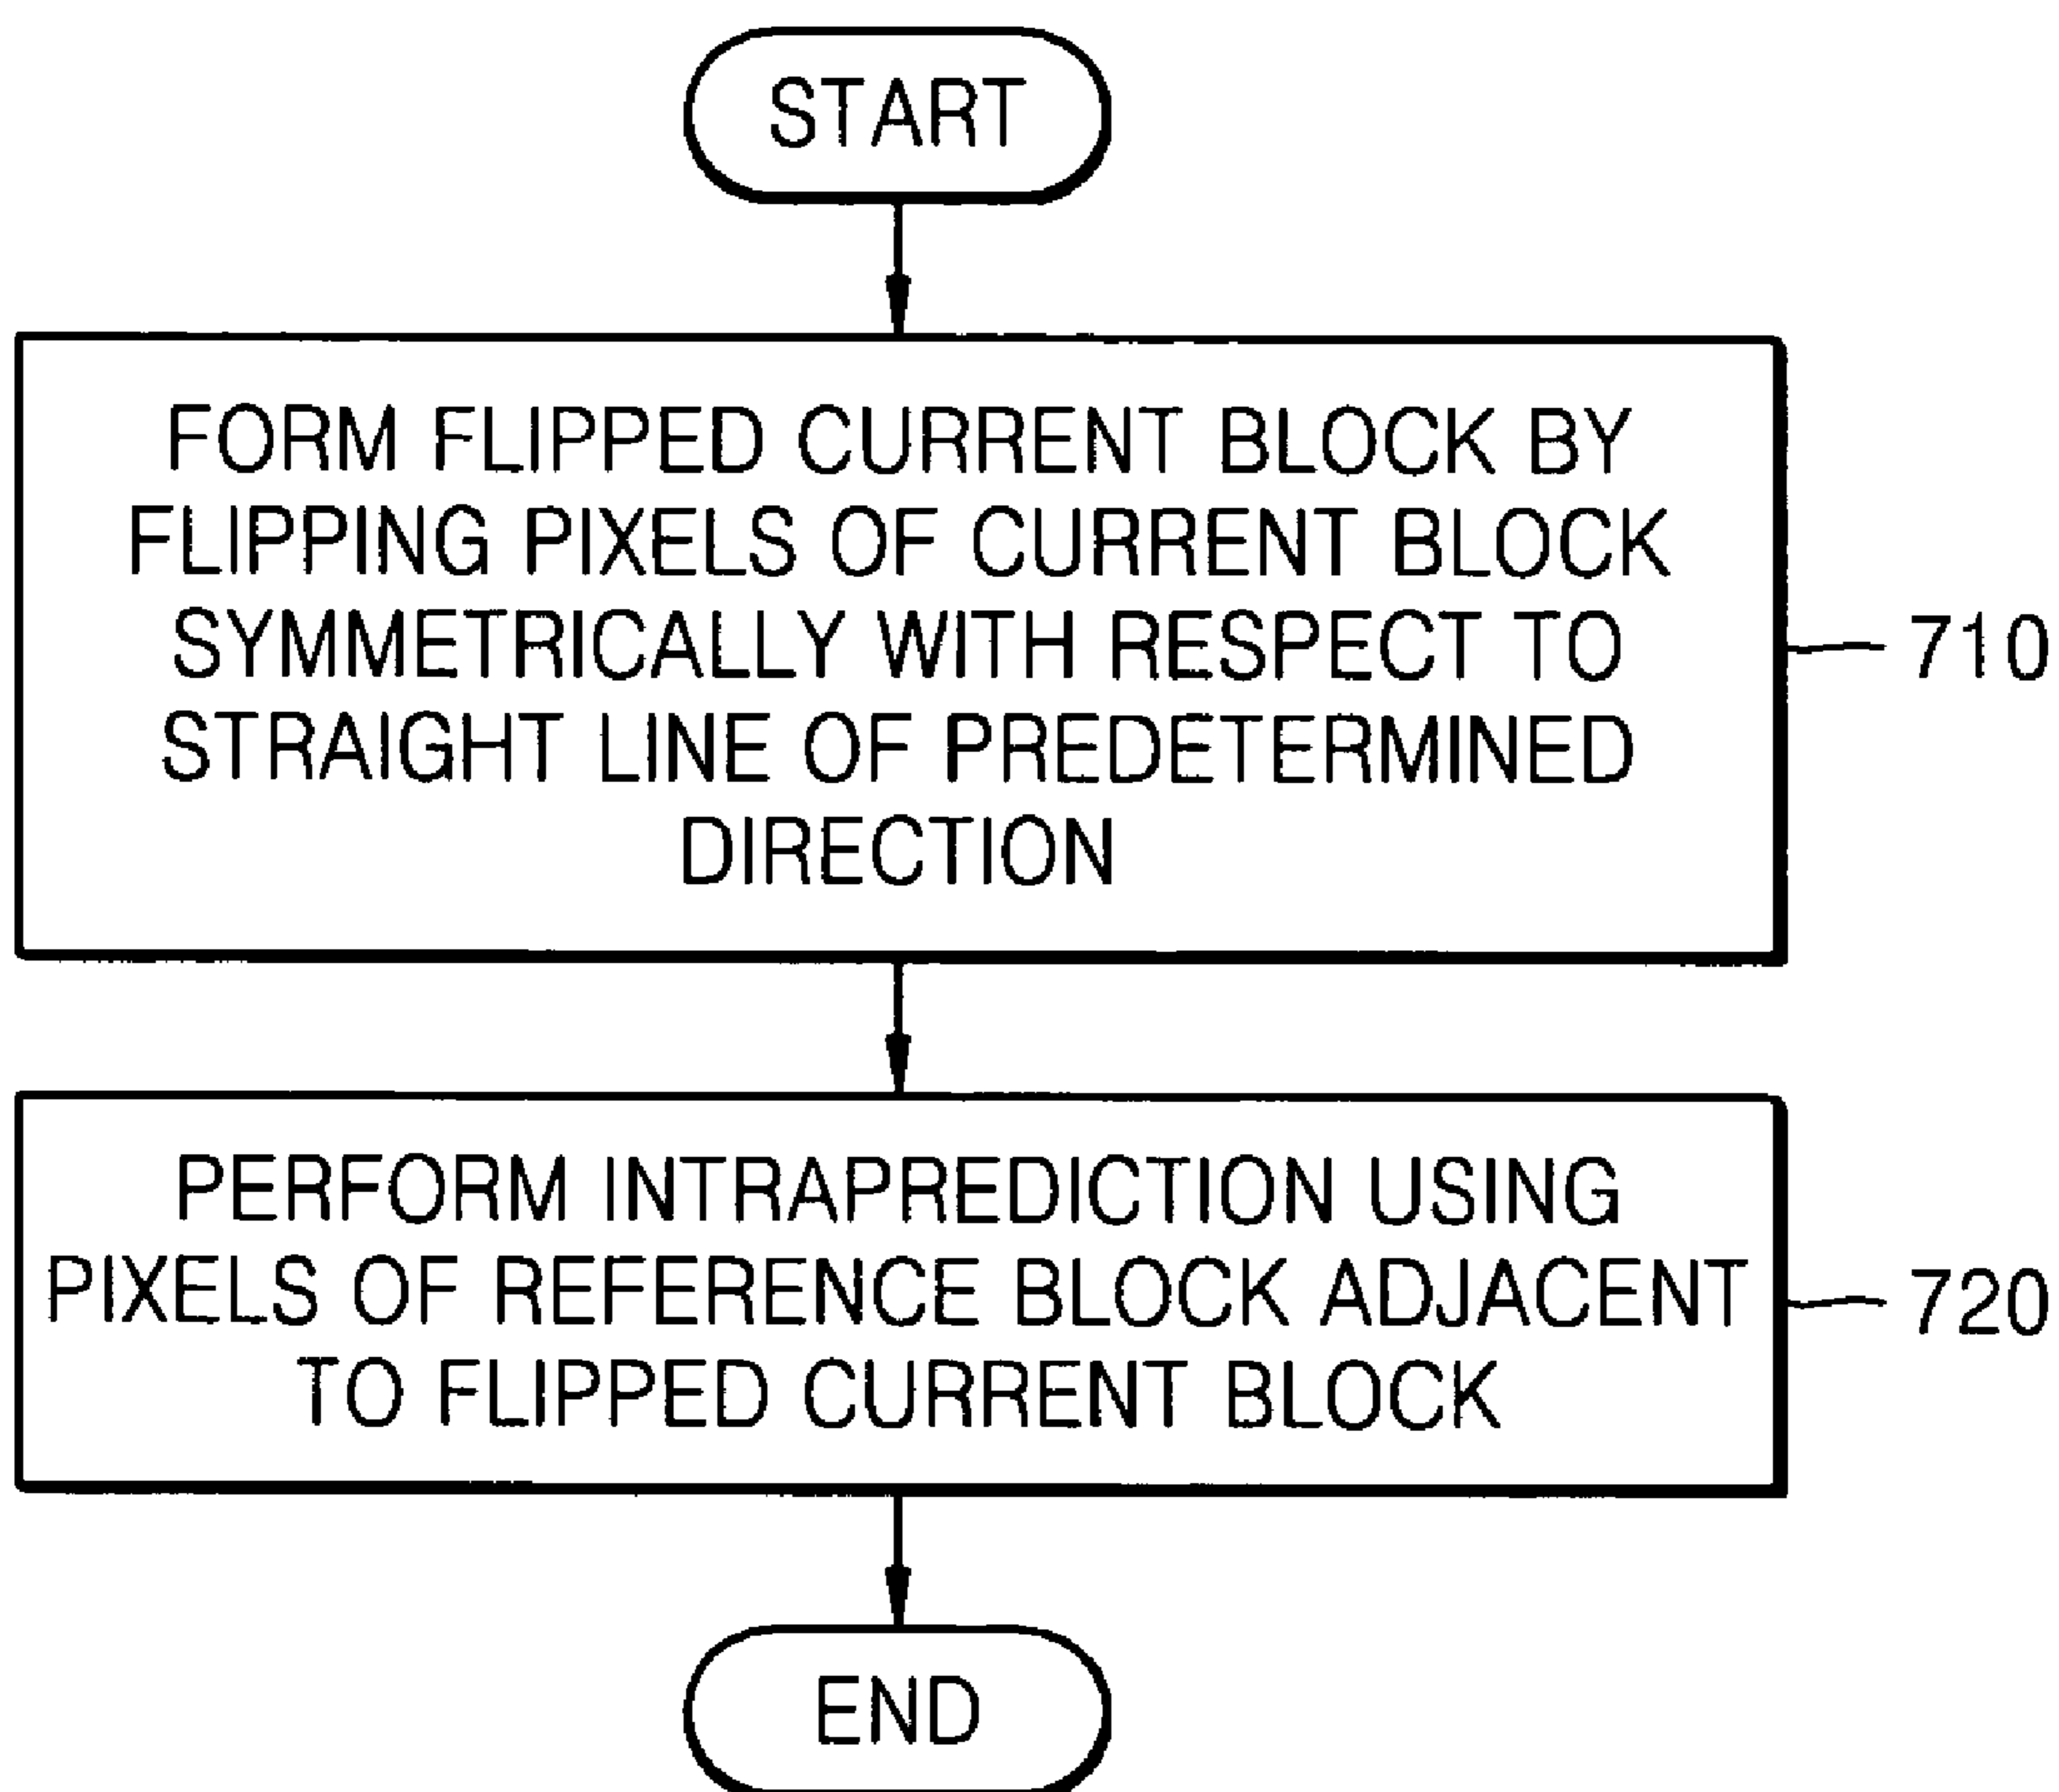 START
FORM FLIPPED CURRENT BLOCK BY
FLIPPING PIXELS OF CURRENT BLOCK
SYMMETRICALLY WITH RESPECT TO
STRAIGHT LINE OF PREDETERMINED
DIRECTION
710
PERFORM INTRAPREDICTION USING
PIXELS OF REFERENCE BLOCK ADJACENT
TO FLIPPED CURRENT BLOCK
720
END